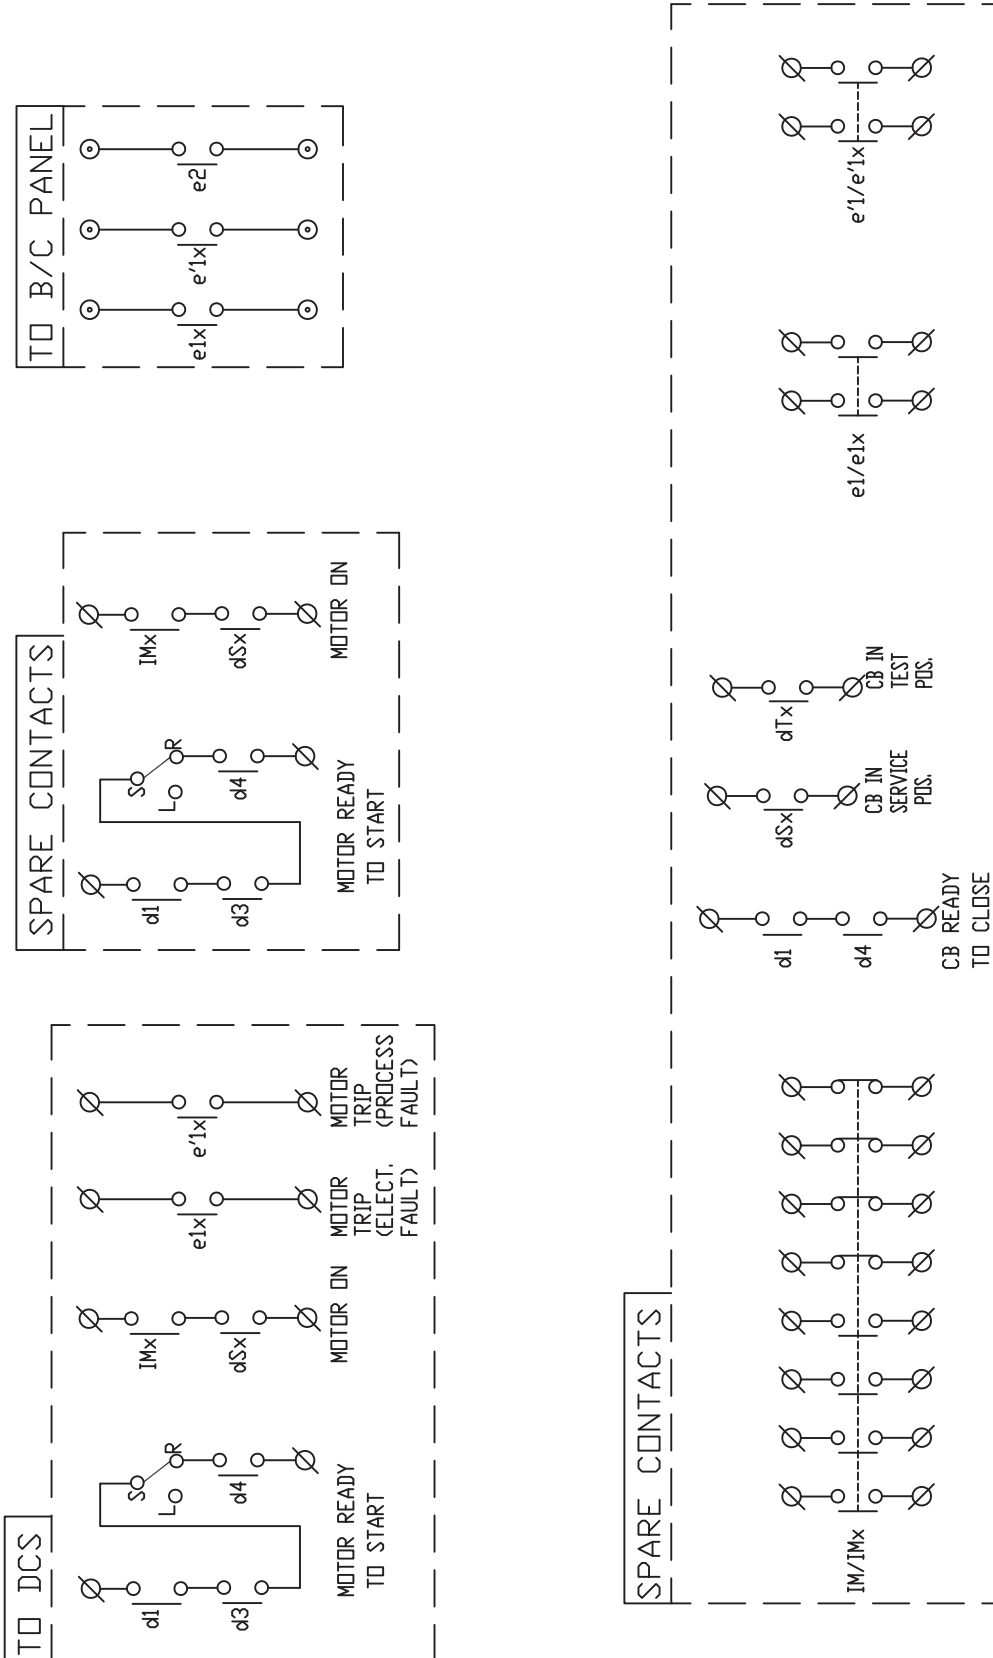 TO DCS
d1
d3
S
L
R
d4
MOTOR READY
TO START
IMx
dSx
MOTOR ON
e1x
MOTOR
TRIP
(ELECT.
FAULT)
e'1x
MOTOR
TRIP
(PROCESS
FAULT)
SPARE CONTACTS
d1
d3
S
L
R
d4
MOTOR READY
TO START
IMx
dSx
MOTOR ON
TO B/C PANEL
e1x
e'1x
e2
SPARE CONTACTS
IM/IMx
d1
d4
CB READY
TO CLOSE
dSx
CB IN
SERVICE
POS.
dTx
CB IN
TEST
POS.
e1/e1x
e'1/e'1x